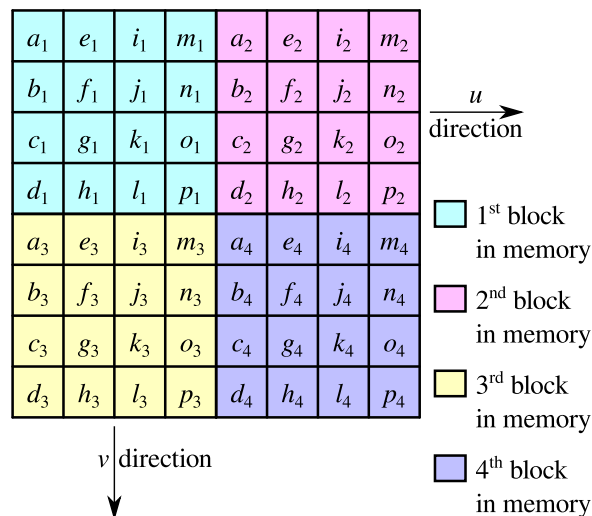 a₁ e₁ i₁ m₁ a₂ e₂ i₂ m₂
b₁ f₁ j₁ n₁ b₂ f₂ j₂ n₂
c₁ g₁ k₁ o₁ c₂ g₂ k₂ o₂
d₁ h₁ l₁ p₁ d₂ h₂ l₂ p₂
a₃ e₃ i₃ m₃ a₄ e₄ i₄ m₄
b₃ f₃ j₃ n₃ b₄ f₄ j₄ n₄
c₃ g₃ k₃ o₃ c₄ g₄ k₄ o₄
d₃ h₃ l₃ p₃ d₄ h₄ l₄ p₄
u
direction
1st block
in memory
2nd block
in memory
3rd block
in memory
4th block
in memory
v direction